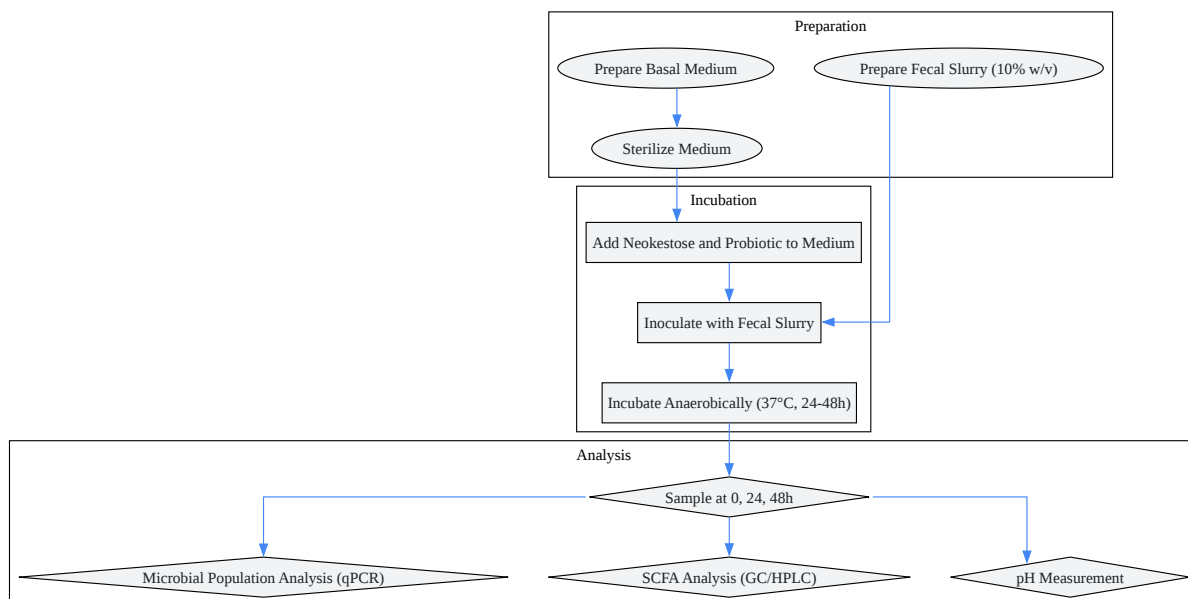 Preparation
Prepare Basal Medium
Prepare Fecal Slurry (10% w/v)
Sterilize Medium
Incubation
Add Neokestose and Probiotic to Medium
Inoculate with Fecal Slurry
Incubate Anaerobically (37°C, 24-48h)
Analysis
Sample at 0, 24, 48h
Microbial Population Analysis (qPCR)
SCFA Analysis (GC/HPLC)
pH Measurement